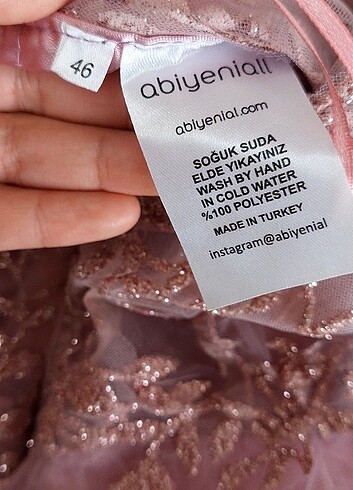 46
abiyeniall
abiyenial.com
SOĞUK SUDA
ELDE YIKAYINIZ
WASH BY HAND
IN COLD WATER
%100 POLYESTER
MADE IN TURKEY
instagram@abiyenial